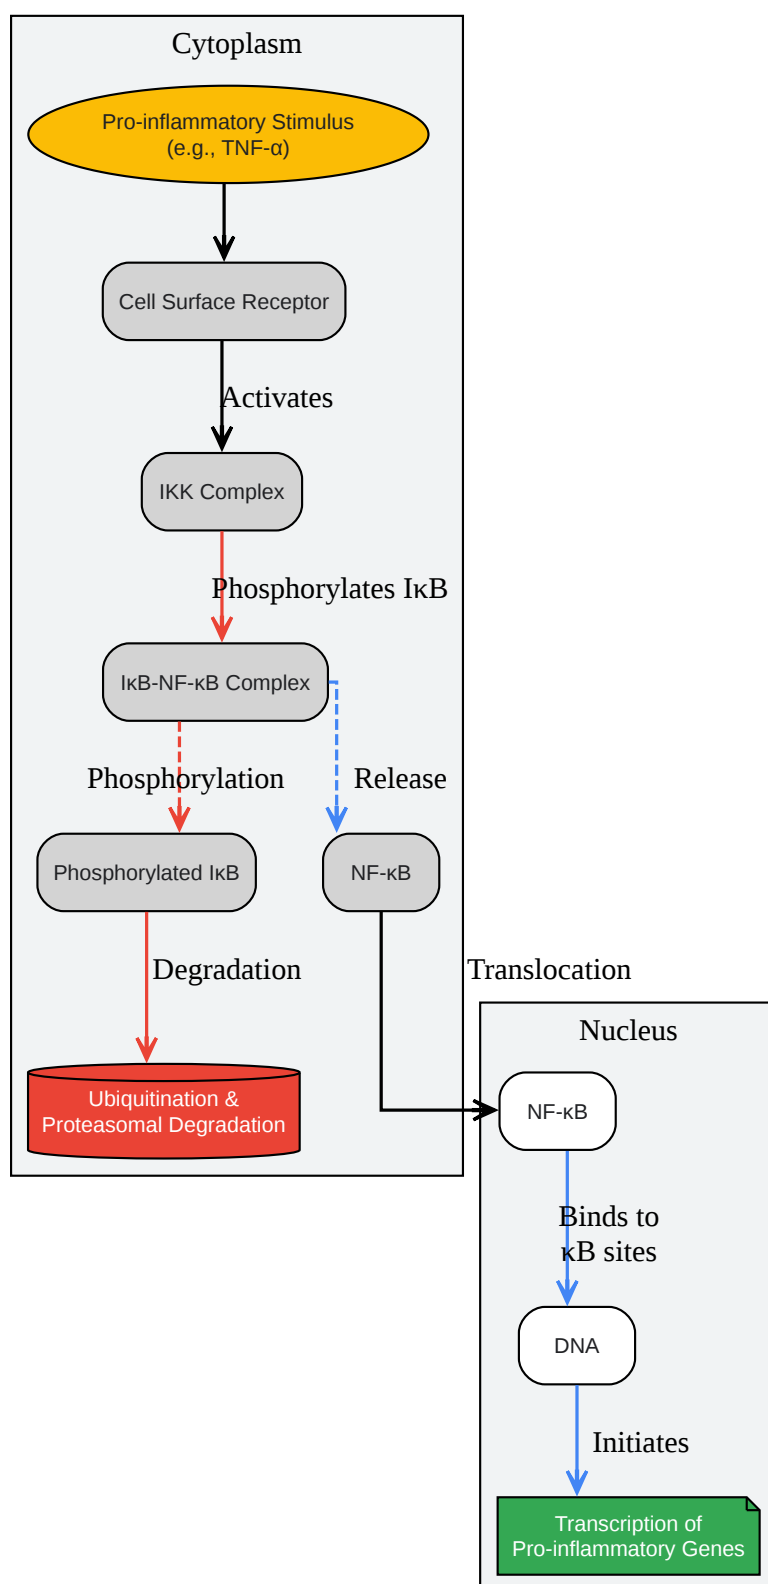 Cytoplasm
Pro-inflammatory Stimulus
(e.g., TNF-α)
Cell Surface Receptor
Activates
IKK Complex
Phosphorylates IκB
IκB-NF-κB Complex
Phosphorylation
Release
Phosphorylated IκB
NF-κB
Degradation
Translocation
Ubiquitination &
Proteasomal Degradation
Nucleus
NF-κB
Binds to
κB sites
DNA
Initiates
Transcription of
Pro-inflammatory Genes